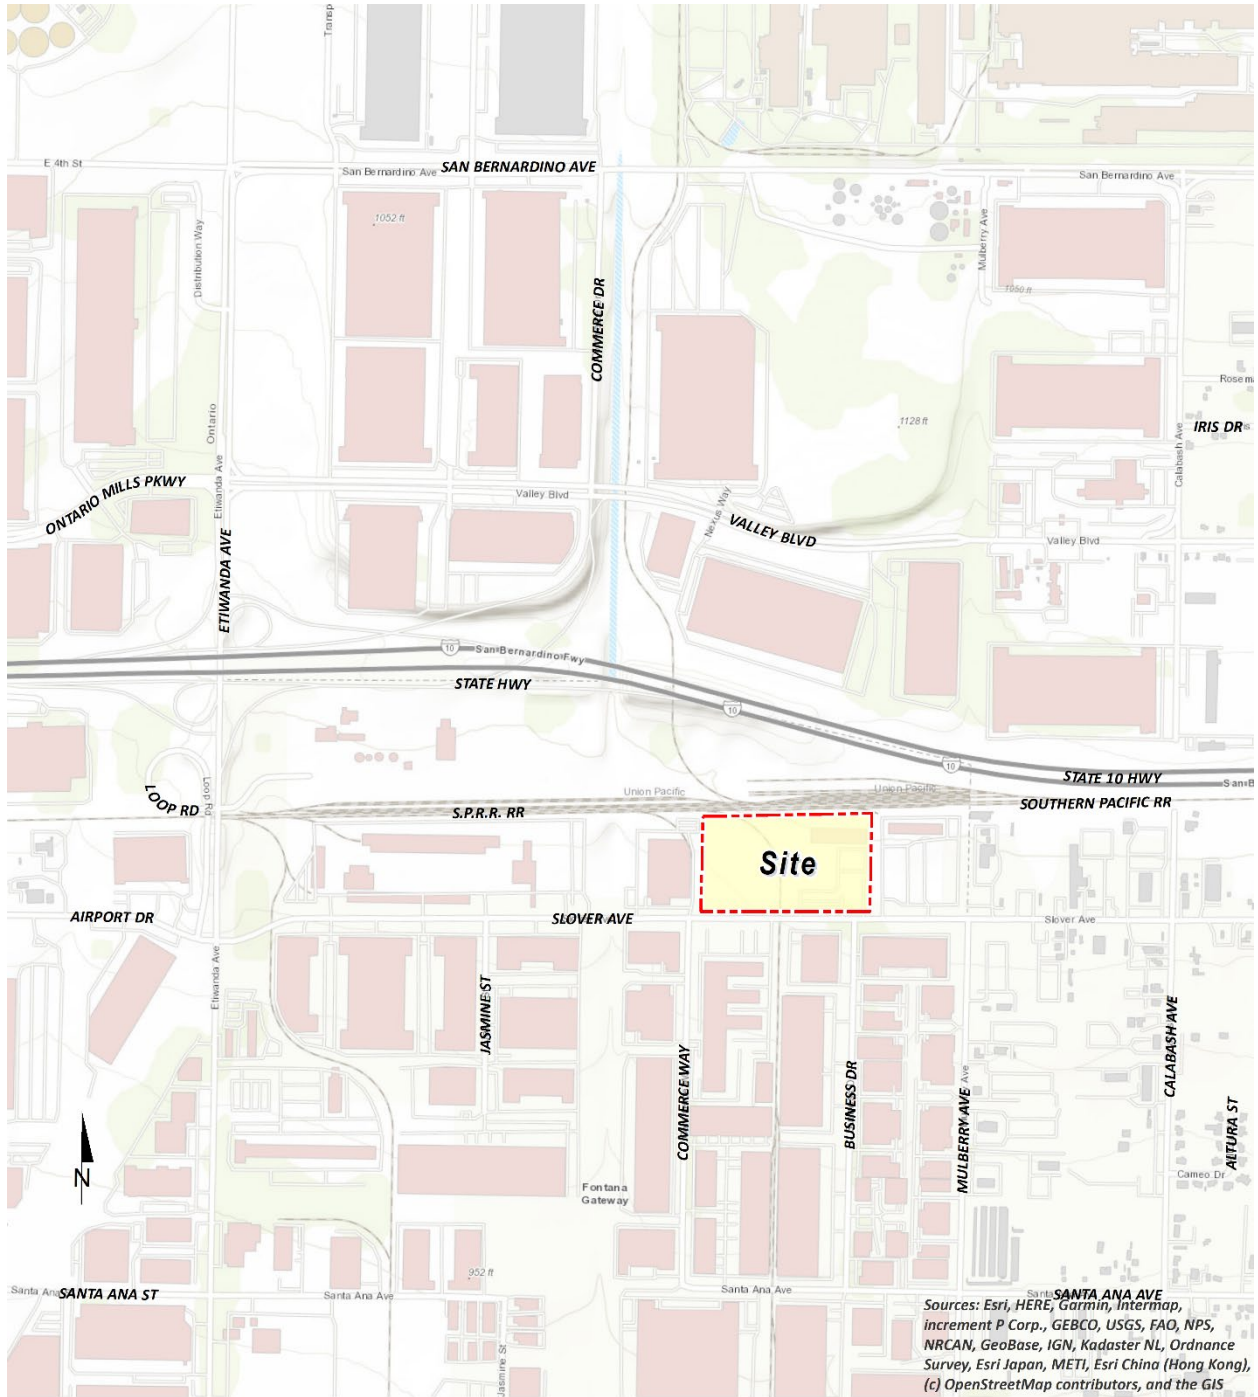 Transp
E 4th St
San Bernardino Ave
SAN BERNARDINO AVE
San Bernardino Ave
1052 ft
Distribution Way
Mulberry Ave
1050 ft
COMMERCE DR
Ontario
Etiwanda Ave
Rosema
1128 ft
IRIS DR
Calabash Ave
ONTARIO MILLS PKWY
Valley Blvd
Nexus Way
VALLEY BLVD
Valley Blvd
ETIWANDA AVE
10
San Bernardino Fwy
STATE HWY
10
10
STATE 10 HWY
San B
LOOP RD
Loop Rd
Union Pacific
Union Pacific
S.P.R.R. RR
SOUTHERN PACIFIC RR
Site
AIRPORT DR
SLOVER AVE
Slover Ave
Etiwanda Ave
JASMINE ST
COMMERCE WAY
BUSINESS DR
MULBERRY AVE
Ave
CALABASH AVE
ALTURA ST
N
Cameo Dr
Fontana
Gateway
952 ft
Santa Ana
SANTA ANA ST
Santa Ana Ave
Santa Ana Ave
SANTA ANA AVE
Jasmine St
Sources: Esri, HERE, Garmin, Intermap,
increment P Corp., GEBCO, USGS, FAO, NPS,
NRCAN, GeoBase, IGN, Kadaster NL, Ordnance
Survey, Esri Japan, METI, Esri China (Hong Kong),
(c) OpenStreetMap contributors, and the GIS